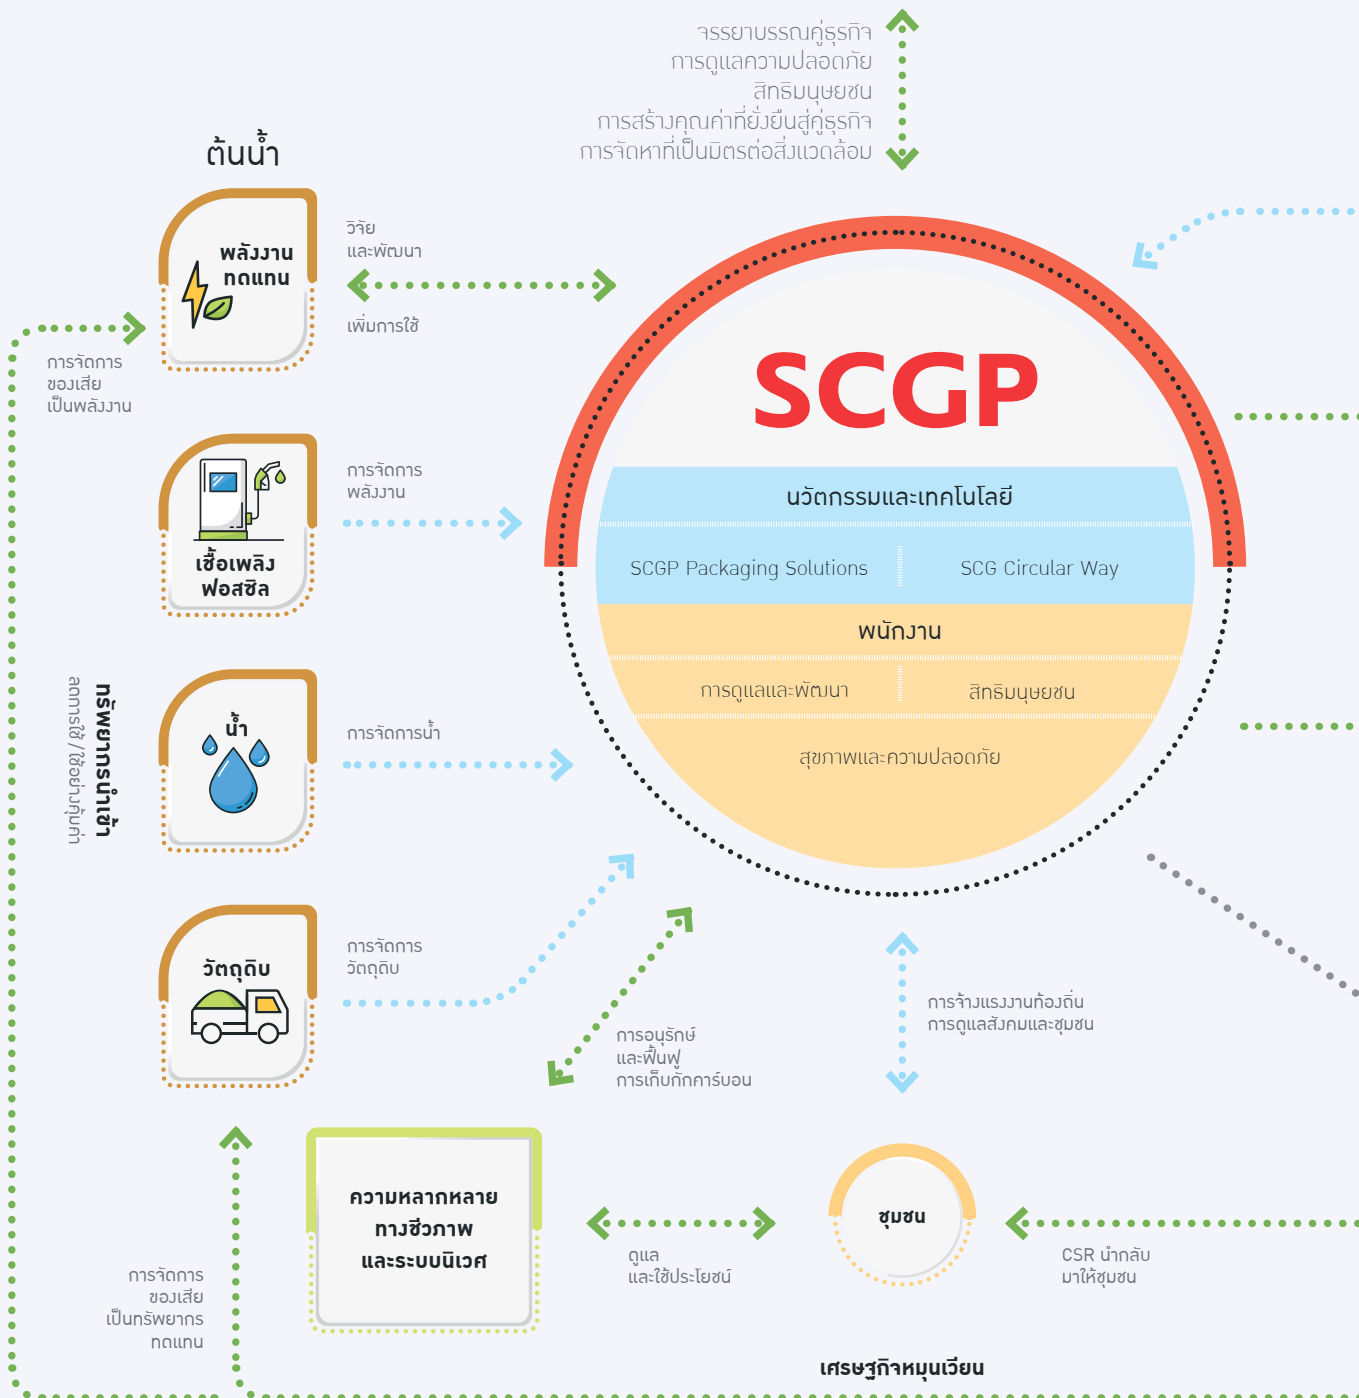 จรรยาบรรณคู่ธุรกิจ
การดูแลความปลอดภัย
สิทธิมนุษยชน
การสร้างคุณค่าที่ยั่งยืนสู่คู่ธุรกิจ
การจัดหาที่เป็นมิตรต่อสิ่งแวดล้อม
ต้นน้ำ
พลังงาน
ทดแทน
วิจัย
และพัฒนา
เพิ่มการใช้
การจัดการ
ของเสีย
เป็นพลังงาน
SCGP
นวัตกรรมและเทคโนโลยี
SCGP Packaging Solutions
SCG Circular Way
พนักงาน
การดูแลและพัฒนา
สิทธิมนุษยชน
สุขภาพและความปลอดภัย
เชื้อเพลิง
ฟอสซิล
การจัดการ
พลังงาน
ทรัพยากรนำเข้า
ลดการใช้ / ใช้อย่างคุ้มค่า
น้ำ
การจัดการน้ำ
วัตถุดิบ
การจัดการ
วัตถุดิบ
การอนุรักษ์
และฟื้นฟู
การเก็บกักคาร์บอน
การจ้างแรงงานท้องถิ่น
การดูแลสังคมและชุมชน
ความหลากหลาย
ทางชีวภาพ
และระบบนิเวศ
ดูแล
และใช้ประโยชน์
ชุมชน
CSR นำกลับ
มาให้ชุมชน
การจัดการ
ของเสีย
เป็นทรัพยากร
ทดแทน
เศรษฐกิจหมุนเวียน